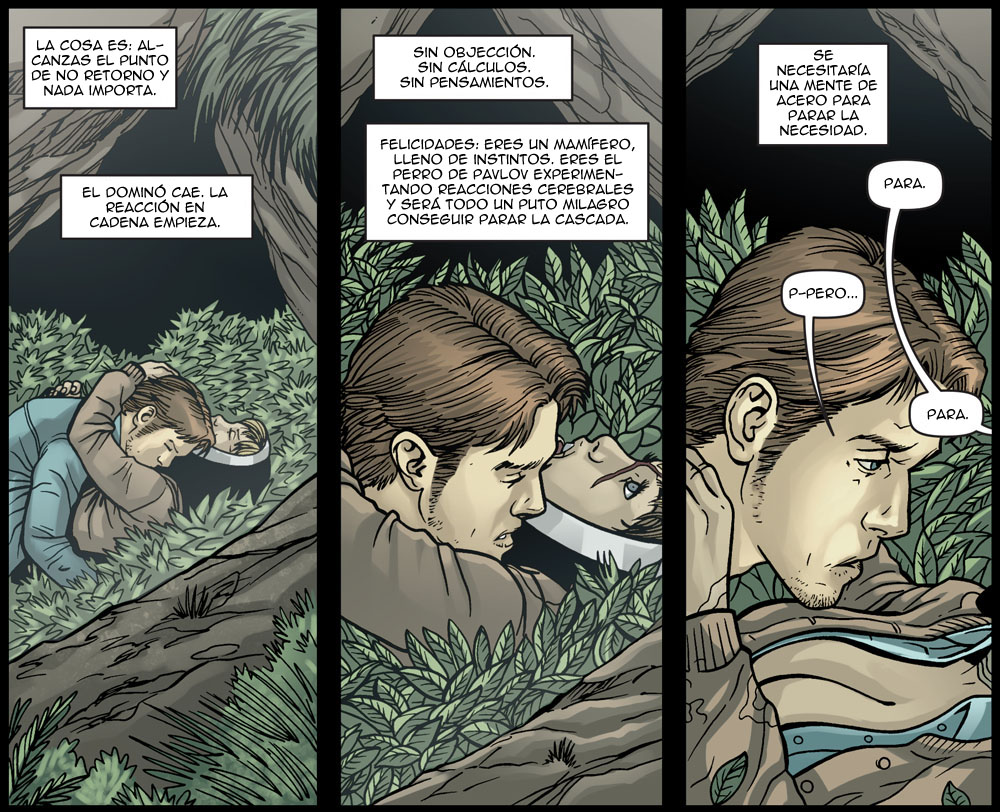 LA COSA ES: AL-
CANZAS EL PUNTO
DE NO RETORNO Y
NADA IMPORTA.
EL DOMINÓ CAE. LA
REACCIÓN EN
CADENA EMPIEZA.
SIN OBJECCIÓN.
SIN CÁLCULOS.
SIN PENSAMIENTOS.
FELICIDADES: ERES UN MAMÍFERO,
LLENO DE INSTINTOS. ERES EL
PERRO DE PAVLOV EXPERIMEN-
TANDO REACCIONES CEREBRALES
Y SERÁ TODO UN PUTO MILAGRO
CONSEGUIR PARAR LA CASCADA.
SE
NECESITARÍA
UNA MENTE DE
ACERO PARA
PARAR LA
NECESIDAD.
PARA.
P-PERO...
PARA.